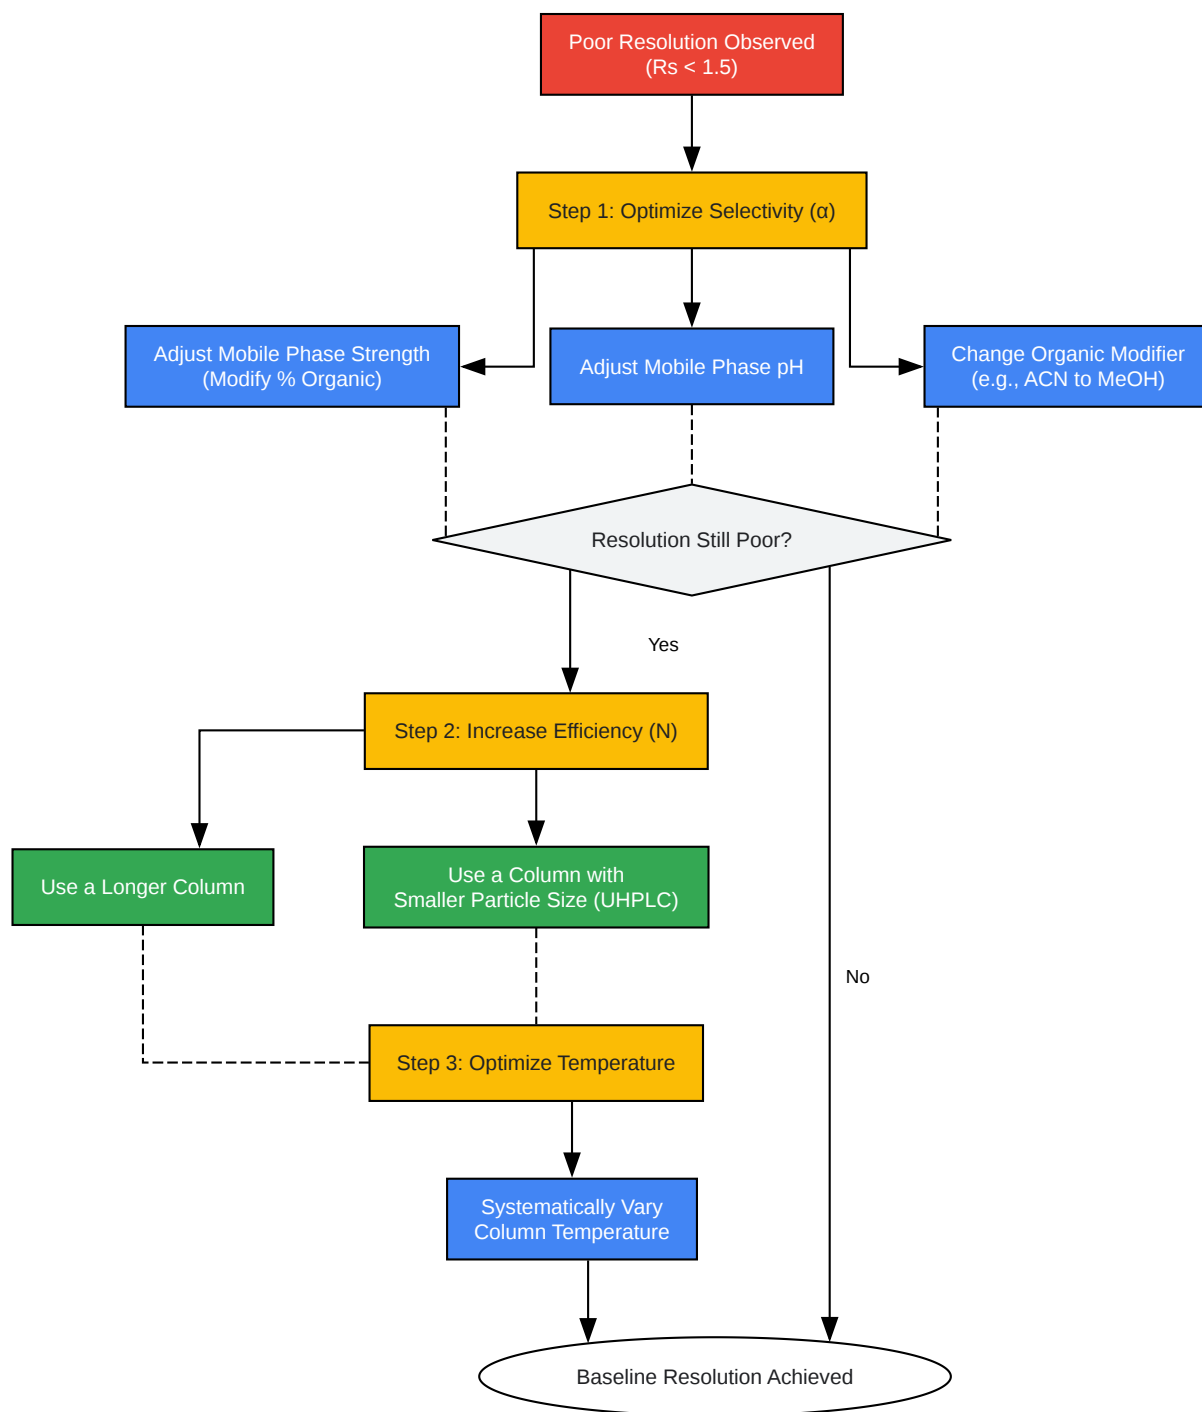 Poor Resolution Observed
(Rs < 1.5)
Step 1: Optimize Selectivity (α)
Adjust Mobile Phase Strength
(Modify % Organic)
Adjust Mobile Phase pH
Change Organic Modifier
(e.g., ACN to MeOH)
Resolution Still Poor?
Yes
Step 2: Increase Efficiency (N)
Use a Longer Column
Use a Column with
Smaller Particle Size (UHPLC)
No
Step 3: Optimize Temperature
Systematically Vary
Column Temperature
Baseline Resolution Achieved